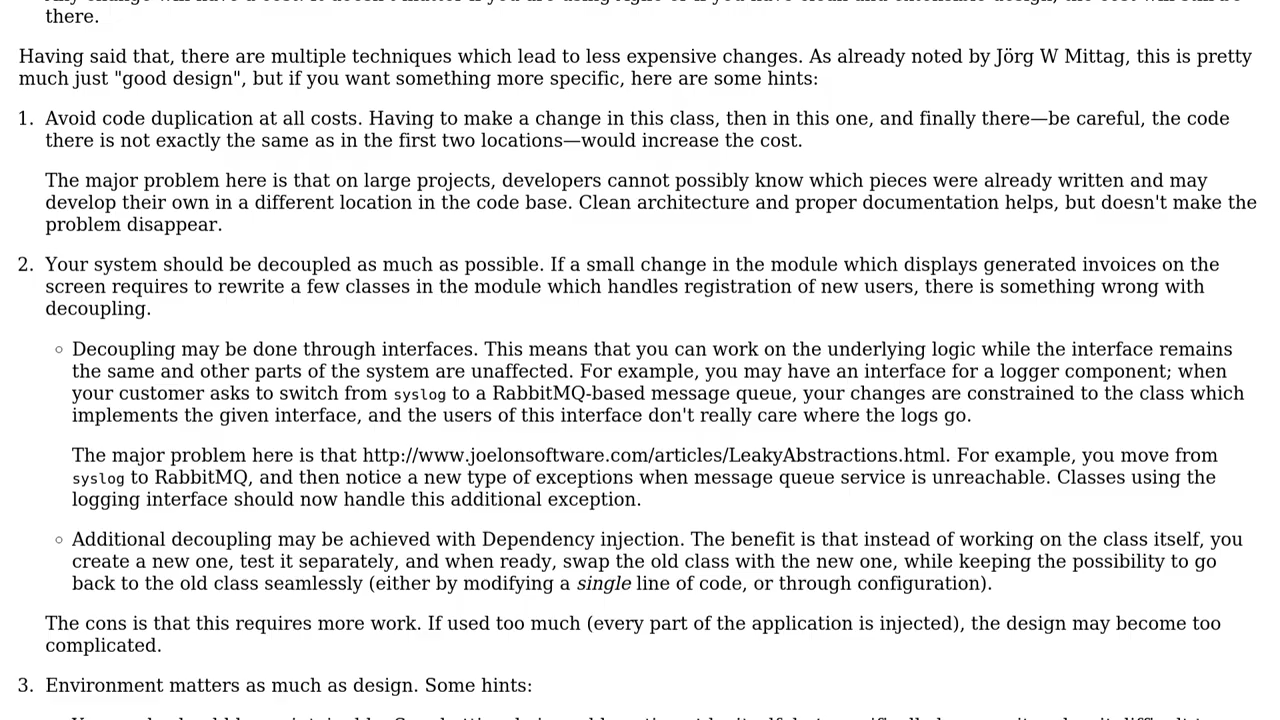 there.
Having said that, there are multiple techniques which lead to less expensive changes. As already noted by Jörg W Mittag, this is pretty
much just "good design", but if you want something more specific, here are some hints:
1. Avoid code duplication at all costs. Having to make a change in this class, then in this one, and finally there—be careful, the code
there is not exactly the same as in the first two locations—would increase the cost.
The major problem here is that on large projects, developers cannot possibly know which pieces were already written and may
develop their own in a different location in the code base. Clean architecture and proper documentation helps, but doesn't make the
problem disappear.
2. Your system should be decoupled as much as possible. If a small change in the module which displays generated invoices on the
screen requires to rewrite a few classes in the module which handles registration of new users, there is something wrong with
decoupling.
◦ Decoupling may be done through interfaces. This means that you can work on the underlying logic while the interface remains
the same and other parts of the system are unaffected. For example, you may have an interface for a logger component; when
your customer asks to switch from syslog to a RabbitMQ-based message queue, your changes are constrained to the class which
implements the given interface, and the users of this interface don't really care where the logs go.
The major problem here is that http://www.joelonsoftware.com/articles/LeakyAbstractions.html. For example, you move from
syslog to RabbitMQ, and then notice a new type of exceptions when message queue service is unreachable. Classes using the
logging interface should now handle this additional exception.
◦ Additional decoupling may be achieved with Dependency injection. The benefit is that instead of working on the class itself, you
create a new one, test it separately, and when ready, swap the old class with the new one, while keeping the possibility to go
back to the old class seamlessly (either by modifying a single line of code, or through configuration).
The cons is that this requires more work. If used too much (every part of the application is injected), the design may become too
complicated.
3. Environment matters as much as design. Some hints: